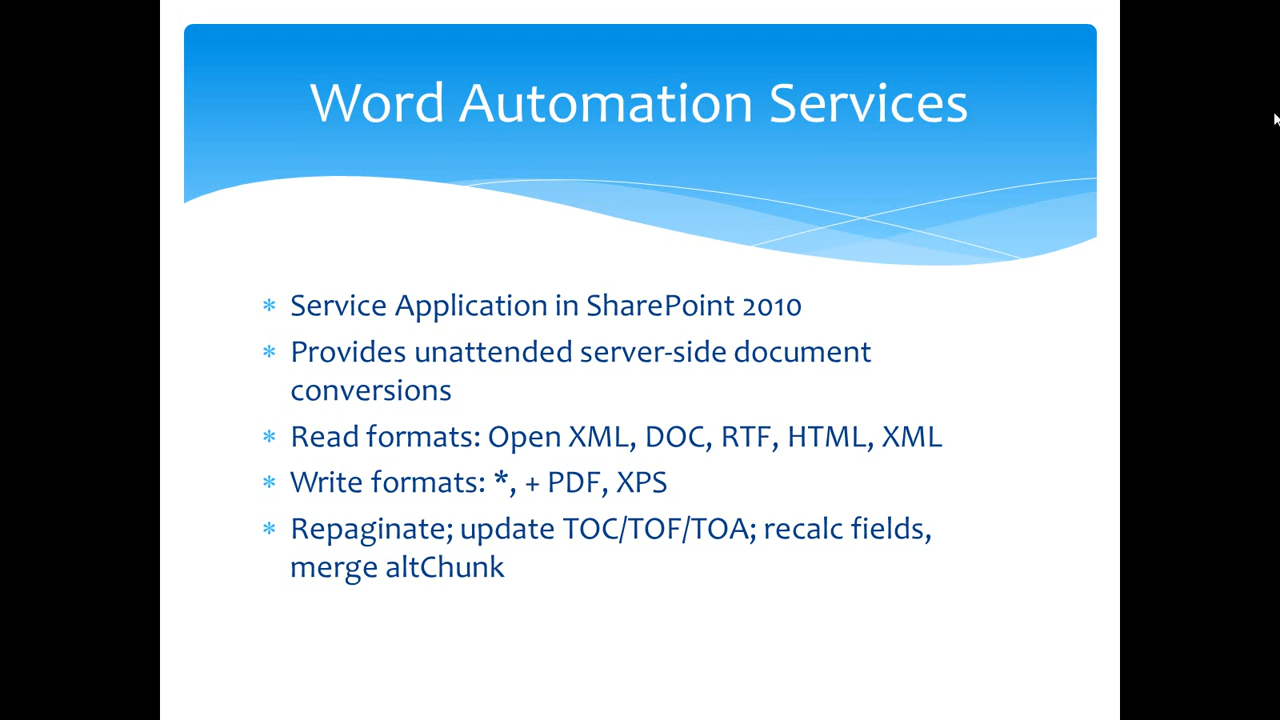 Word Automation Services
* Service Application in SharePoint 2010
* Provides unattended server-side document
conversions
* Read formats: Open XML, DOC, RTF, HTML, XML
* Write formats: *, + PDF, XPS
* Repaginate; update TOC/TOF/TOA; recalc fields,
merge altChunk